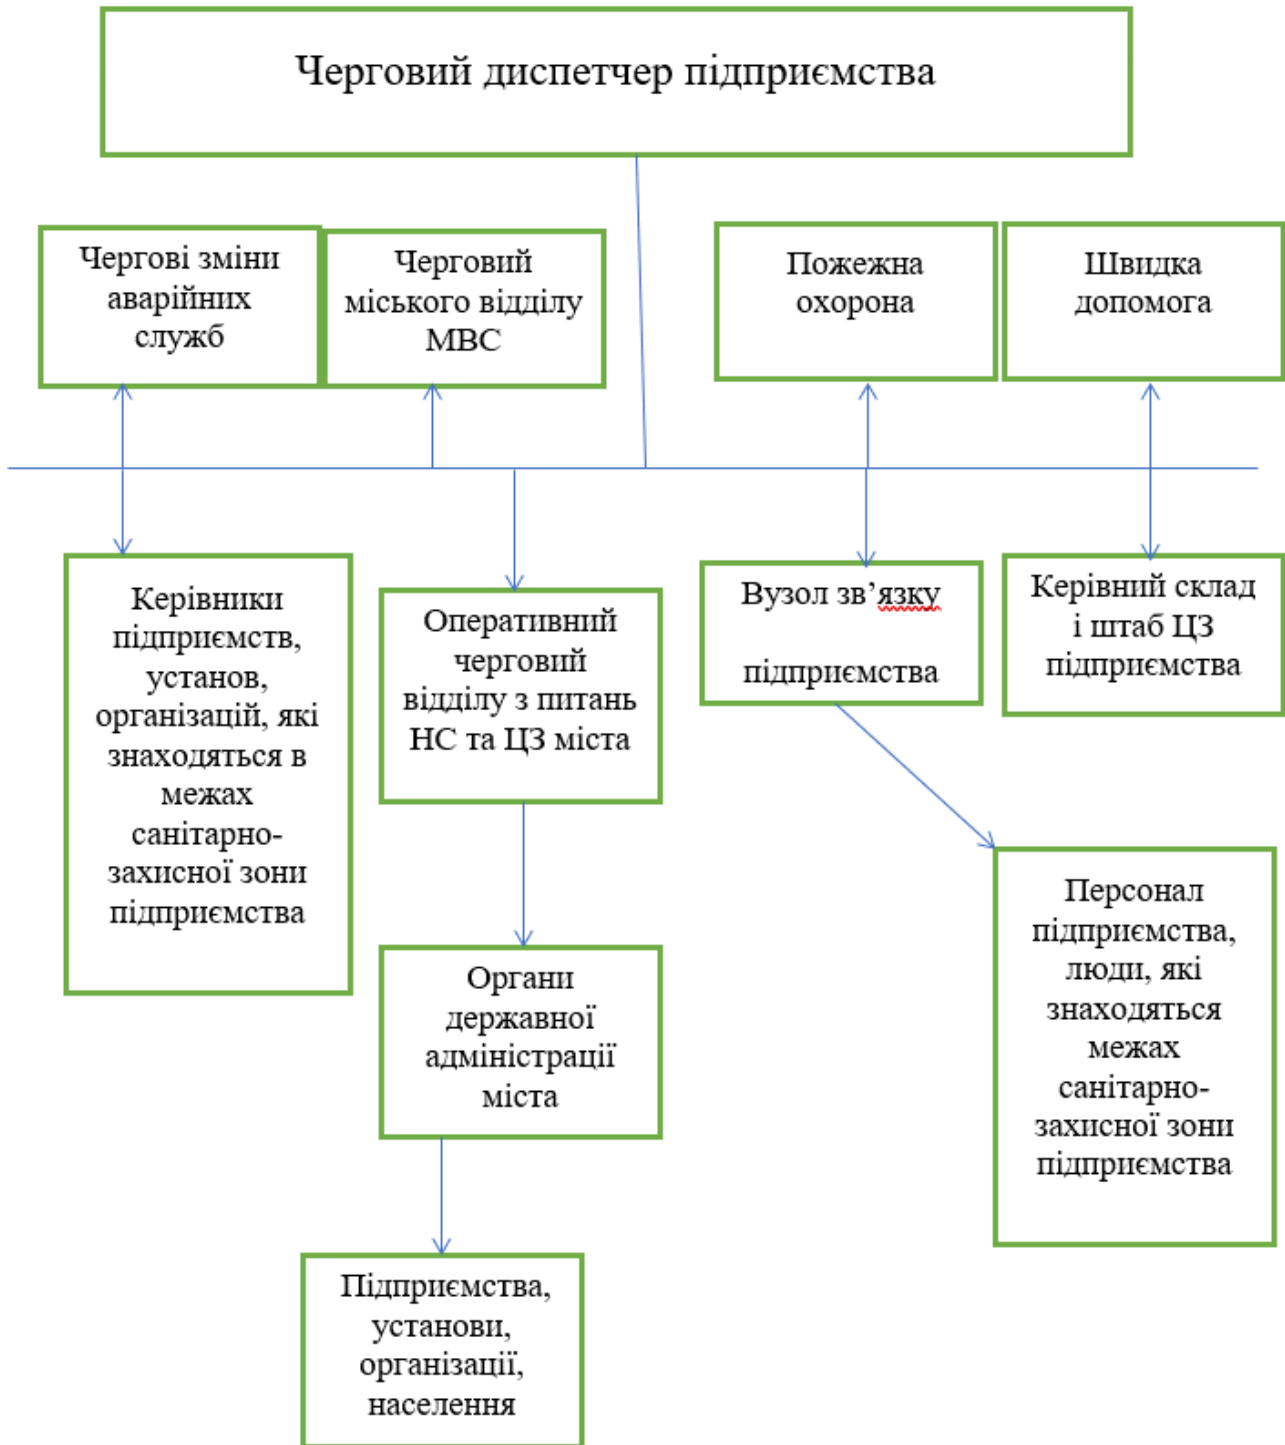 Черговий диспетчер підприємства
Чергові зміни
аварійних
служб
Черговий
міського відділу
МВС
Пожежна
охорона
Швидка
допомога
Керівники
підприємств,
установ,
організацій, які
знаходяться в
межах
санітарно-
захисної зони
підприємства
Оперативний
черговий
відділу з питань
НС та ЦЗ міста
Вузол зв’язку
підприємства
Керівний склад
і штаб ЦЗ
підприємства
Органи
державної
адміністрації
міста
Персонал
підприємства,
люди, які
знаходяться
межах
санітарно-
захисної зони
підприємства
Підприємства,
установи,
організації,
населення